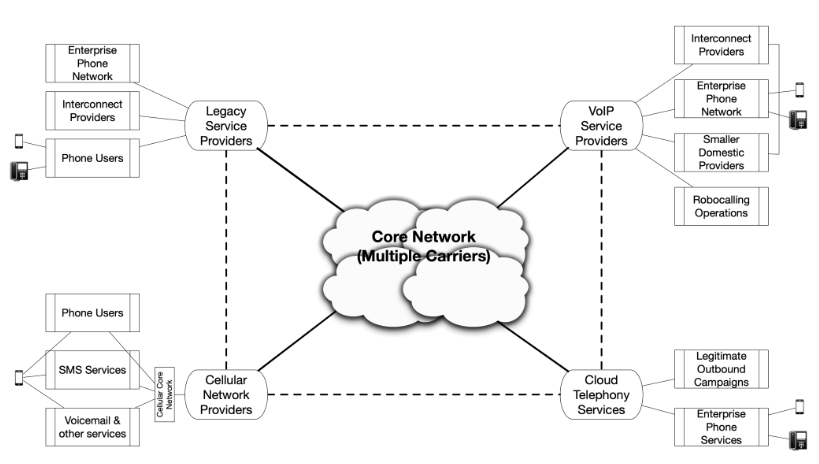 Enterprise
Phone
Network
Interconnect
Providers
Phone Users
Legacy
Service
Providers
VoIP
Service
Providers
Interconnect
Providers
Enterprise
Phone
Network
Smaller
Domestic
Providers
Robocalling
Operations
Core Network
(Multiple Carriers)
Phone Users
SMS Services
Voicemail &
other services
Cellular Core
Network
Cellular
Network
Providers
Cloud
Telephony
Services
Legitimate
Outbound
Campaigns
Enterprise
Phone
Services